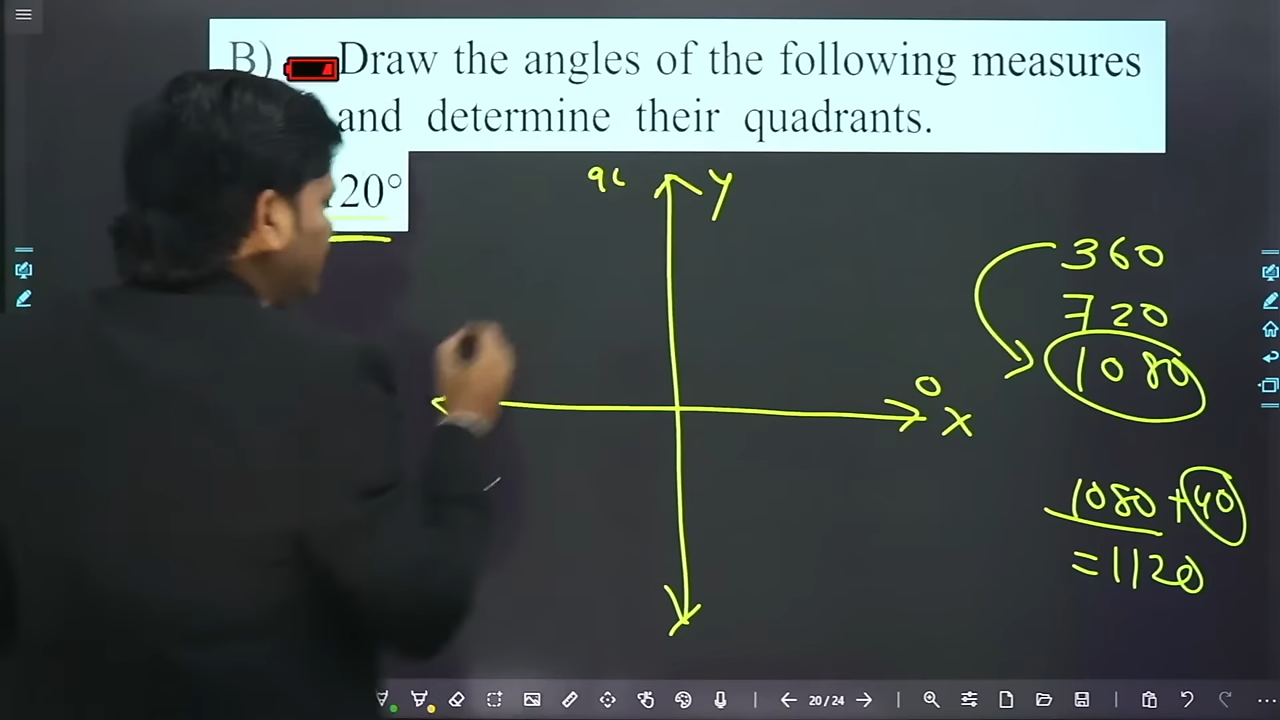 B) Draw the angles of the following measures
and determine their quadrants.
20°
y
0
X
360
720
1080
1080 + 40
= 1120
20/24